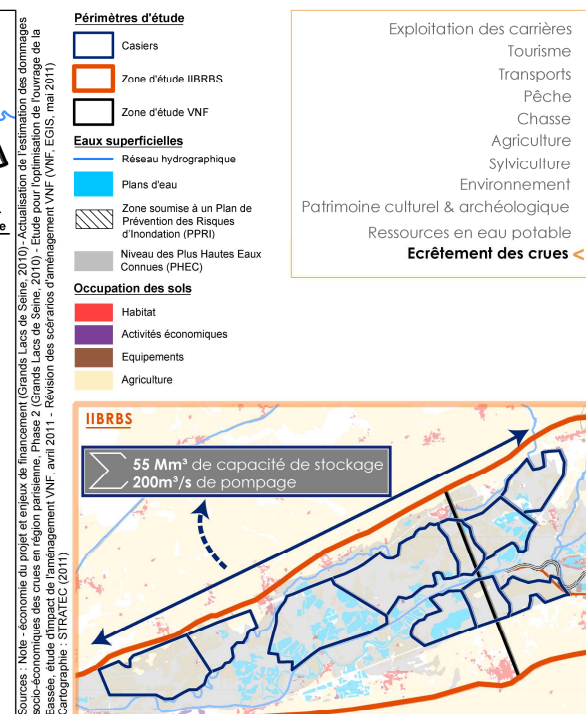 Sources : Note - économie du projet et enjeux de financement (Grands Lacs de Seine, 2010) - Actualisation de l'estimation des dommages
socio-économiques des crues en région parisienne, Phase 2 (Grands Lacs de Seine, 2010) - Etude pour l'optimisation de l'ouvrage de la
Bassée, étude d'impact de l'aménagement VNF, avril 2011 - Révision des scérarios d'aménagement VNF (VNF, EGIS, mai 2011)
Cartographie : STRATEC (2011)
Périmètres d'étude
Casiers
Zone d'étude IIBRBS
Zone d'étude VNF
Eaux superficielles
Réseau hydrographique
Plans d'eau
Zone soumise à un Plan de
Prévention des Risques
d'Inondation (PPRI)
Niveau des Plus Hautes Eaux
Connues (PHEC)
Occupation des sols
Habitat
Activités économiques
Equipements
Agriculture
Exploitation des carrières
Tourisme
Transports
Pêche
Chasse
Agriculture
Sylviculture
Environnement
Patrimoine culturel & archéologique
Ressources en eau potable
Ecrêtement des crues <
IIBRBS
∑ 55 Mm³ de capacité de stockage
200m³/s de pompage